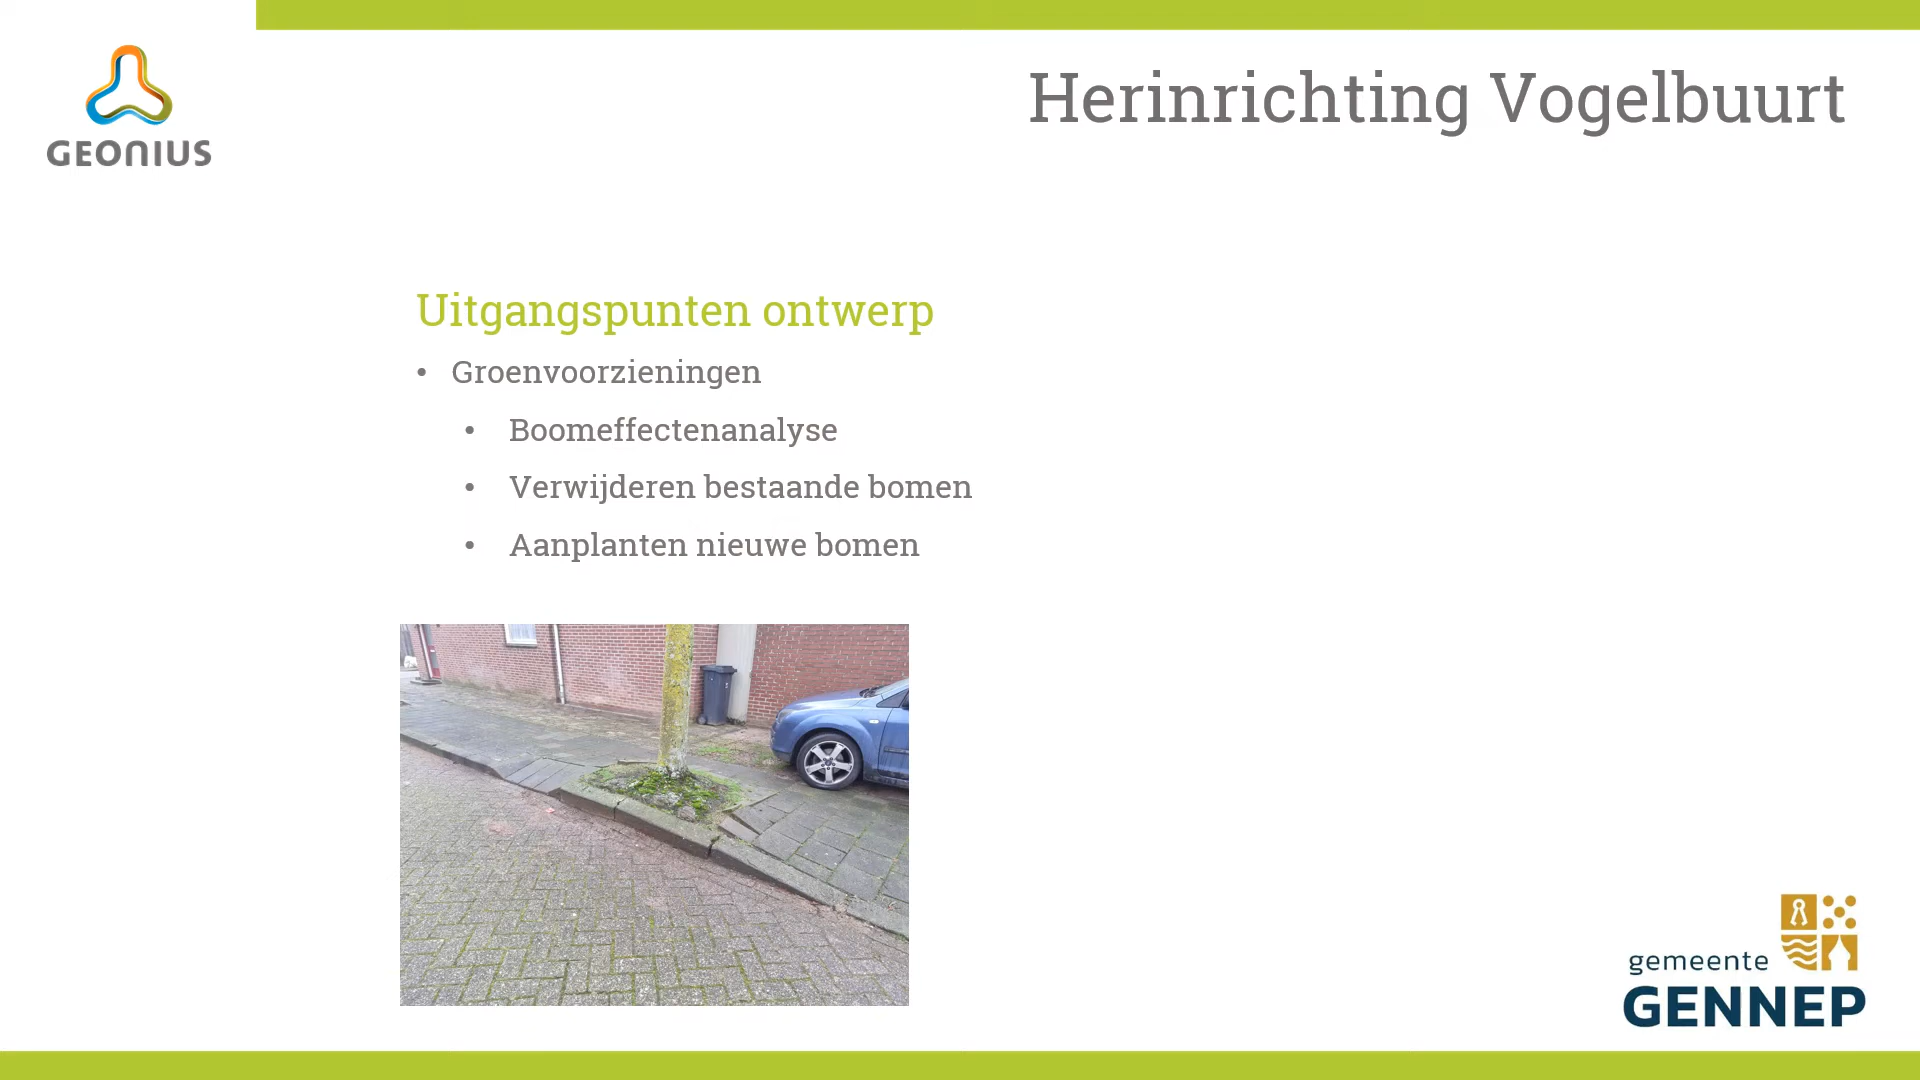 GEONIUS
Herinrichting Vogelbuurt
Uitgangspunten ontwerp
• Groenvoorzieningen
• Boomeffectenanalyse
• Verwijderen bestaande bomen
• Aanplanten nieuwe bomen
gemeente
GENNEP